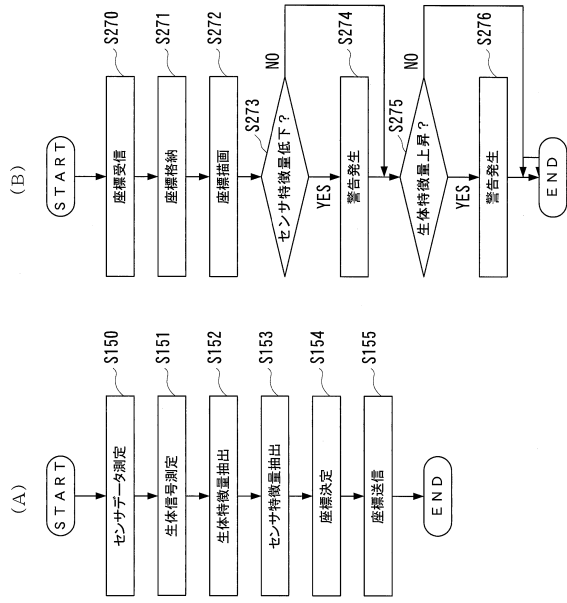 (A)
START
センサデータ測定
S150
生体信号測定
S151
生体特徴量抽出
S152
センサ特徴量抽出
S153
座標決定
S154
座標送信
S155
END
(B)
START
座標受信
S270
座標格納
S271
座標描画
S272
センサ特徴量低下?
S273
NO
YES
警告発生
S274
生体特徴量上昇?
S275
NO
YES
警告発生
S276
END